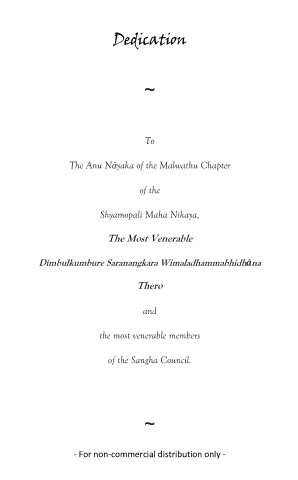 Dedication
~
To
The Anu Nāyaka of the Malwathu Chapter
of the
Shyamopali Maha Nikaya,
The Most Venerable
Dimbulkumbure Saranangkara Wimaladhammabhidhāna
Thero
and
the most venerable members
of the Sangha Council.
~
- For non-commercial distribution only -